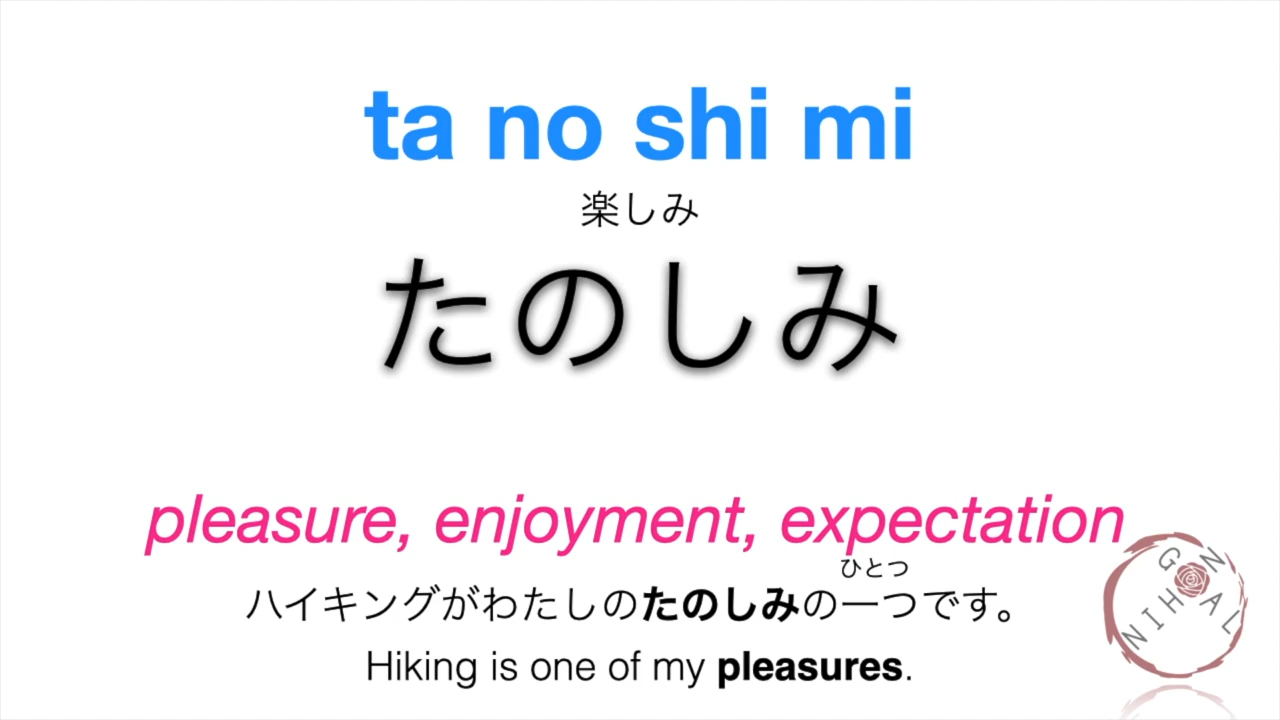 ta no shi mi
楽しみ
たのしみ
pleasure, enjoyment, expectation
ひとつ
ハイキングがわたしのたのしみの一つです。
Hiking is one of my pleasures.
NIHONGO NAL